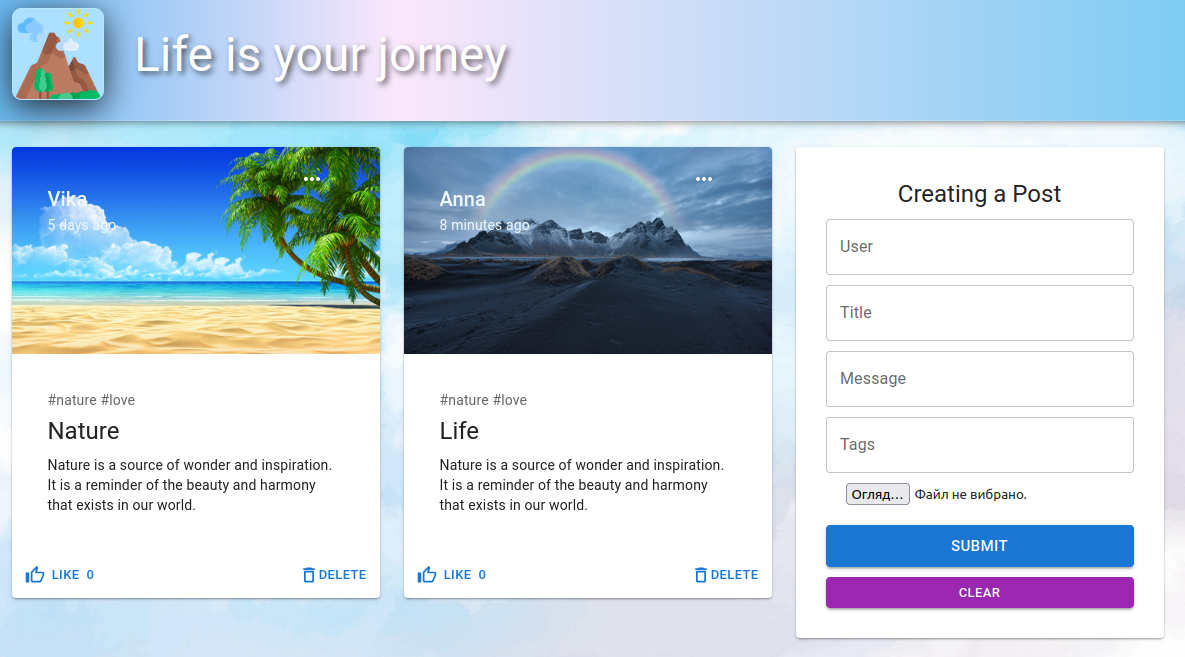 Life is your jorney
Vika
5 days ago
#nature #love
Nature
Nature is a source of wonder and inspiration.
It is a reminder of the beauty and harmony
that exists in our world.
LIKE 0
DELETE
Anna
8 minutes ago
#nature #love
Life
Nature is a source of wonder and inspiration.
It is a reminder of the beauty and harmony
that exists in our world.
LIKE 0
DELETE
Creating a Post
User
Title
Message
Tags
Огляд... Файл не вибрано.
SUBMIT
CLEAR